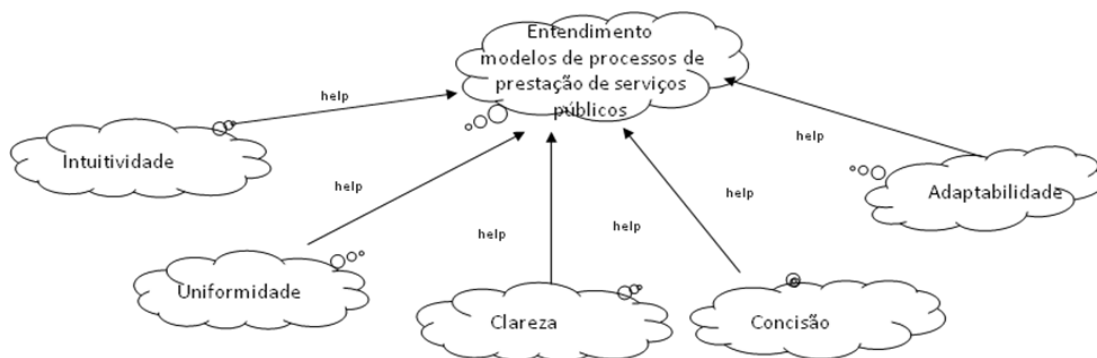 Entendimento
modelos de processos de
prestação de serviços
públicos
help
Intuitividade
help
Adaptabilidade
help
help
help
help
Uniformidade
Clareza
Concisão